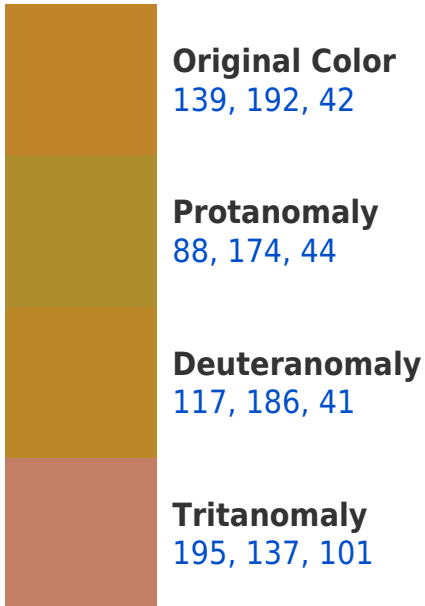 Original Color
139, 192, 42
Protanomaly
88, 174, 44
Deuteranomaly
117, 186, 41
Tritanomaly
195, 137, 101